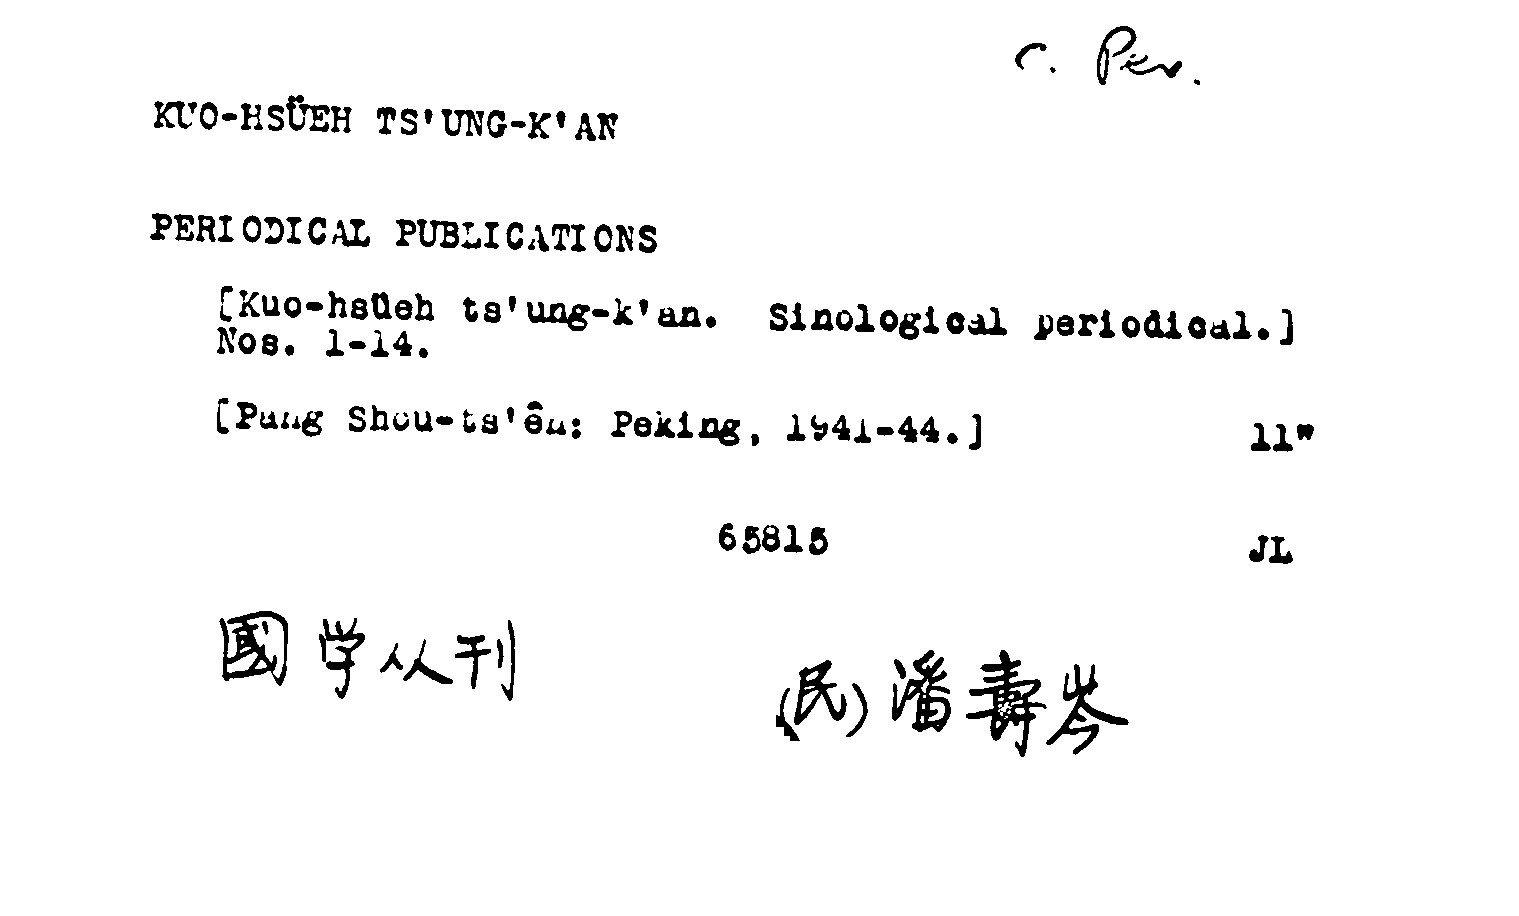 C. Per.
KUO-HSÜEH TS'UNG-K'AN
PERIODICAL PUBLICATIONS
[Kuo-hsüeh ts'ung-k'an. Sinological periodical.]
Nos. 1-14.
[Pang Shou-ts'ên: Peking, 1941-44.] 11"
65815 JL
國学从刊
(民)潘壽岑